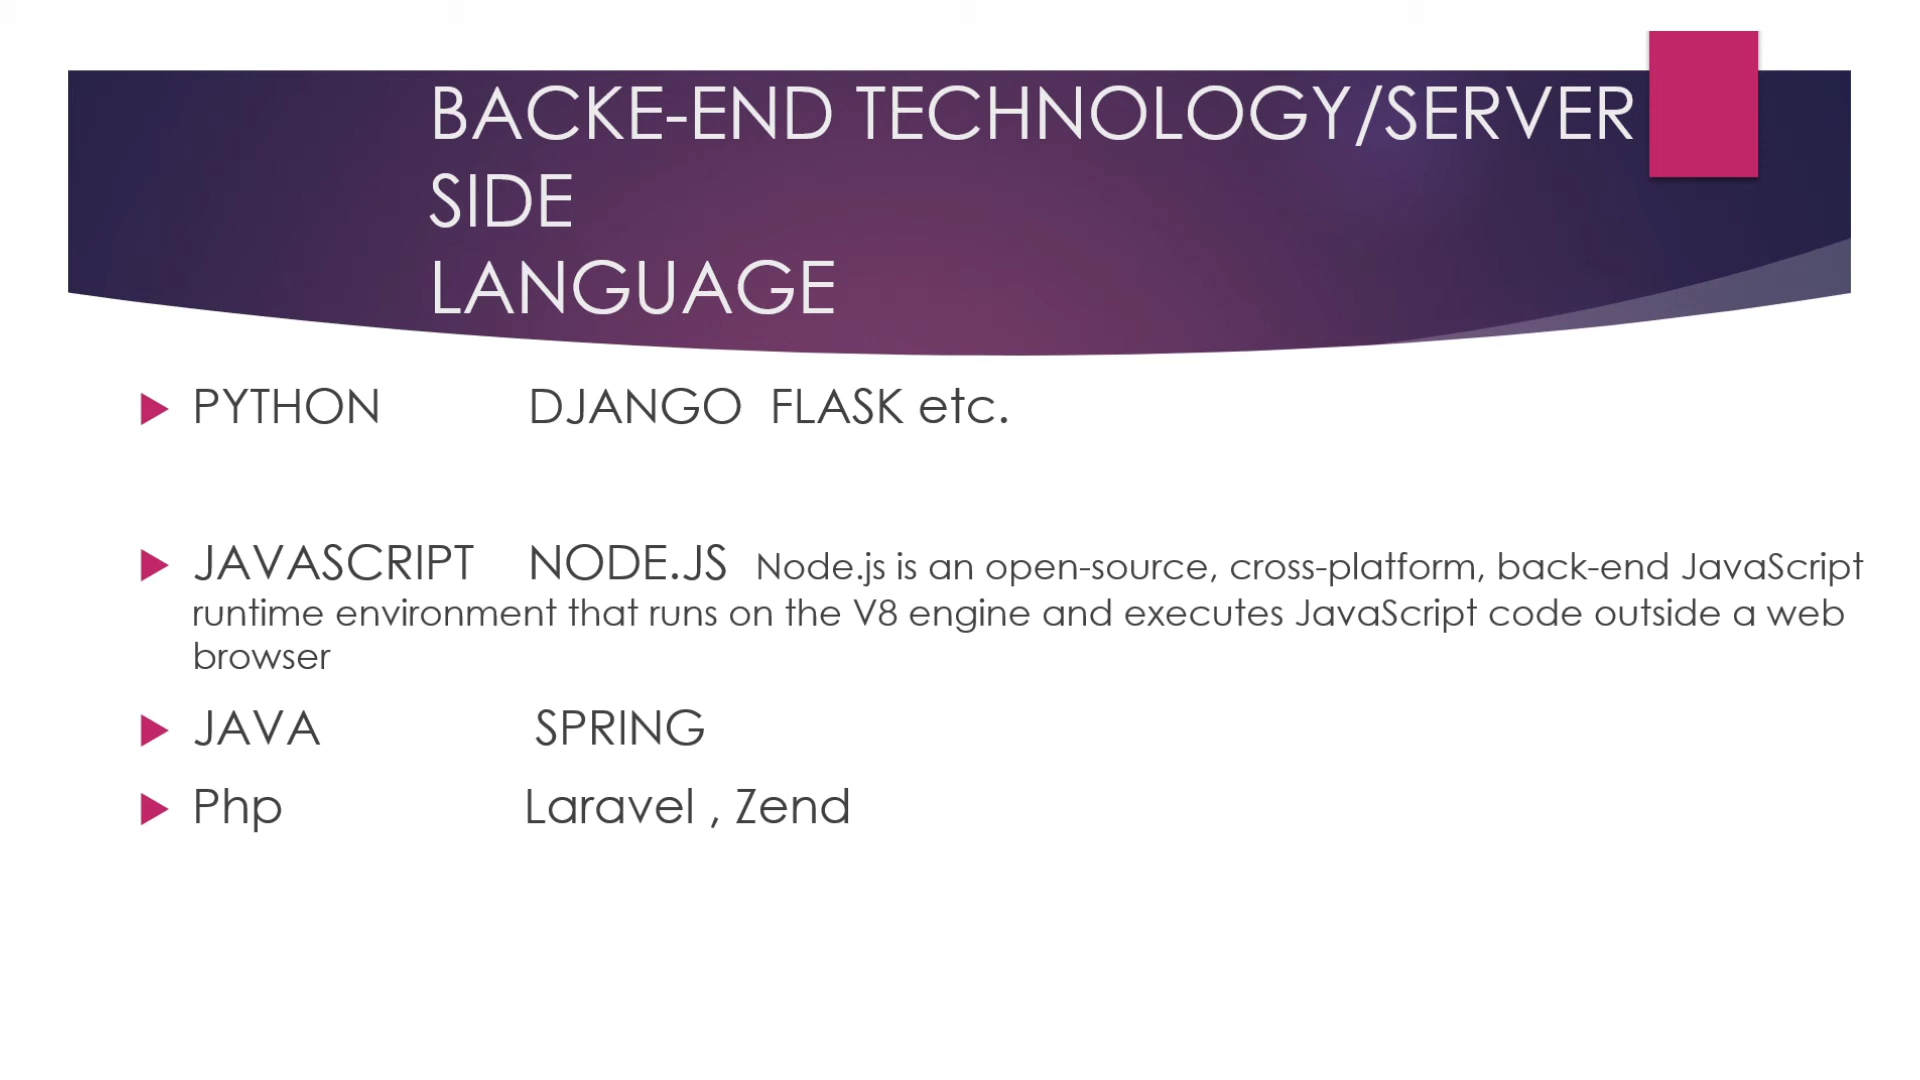 BACKE-END TECHNOLOGY/SERVER
SIDE
LANGUAGE
PYTHON DJANGO FLASK etc.
JAVASCRIPT NODE.JS Node.js is an open-source, cross-platform, back-end JavaScript
runtime environment that runs on the V8 engine and executes JavaScript code outside a web
browser
JAVA SPRING
Php Laravel , Zend